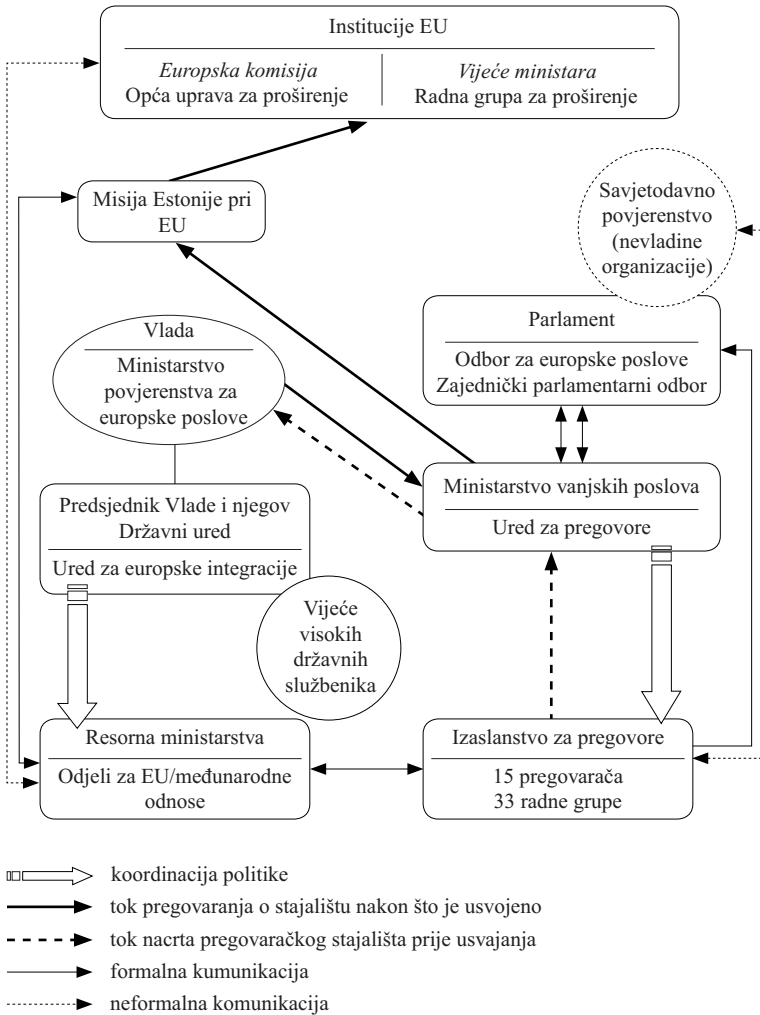 Institucije EU
Europska komisija
Opća uprava za proširenje
Vijeće ministara
Radna grupa za proširenje
Misija Estonije pri
EU
Savjetodavno
povjerenstvo
(nevladine
organizacije)
Vlada
Ministarstvo
povjerenstva za
europske poslove
Parlament
Odbor za europske poslove
Zajednički parlamentarni odbor
Predsjednik Vlade i njegov
Državni ured
Ured za europske integracije
Ministarstvo vanjskih poslova
Ured za pregovore
Vijeće
visokih
državnih
službenika
Resorna ministarstva
Odjeli za EU/međunarodne
odnose
Izaslanstvo za pregovore
15 pregovarača
33 radne grupe
koordinacija politike
tok pregovaranja o stajalištu nakon što je usvojeno
tok nacrta pregovaračkog stajališta prije usvajanja
formalna kumunikacija
neformalna komunikacija